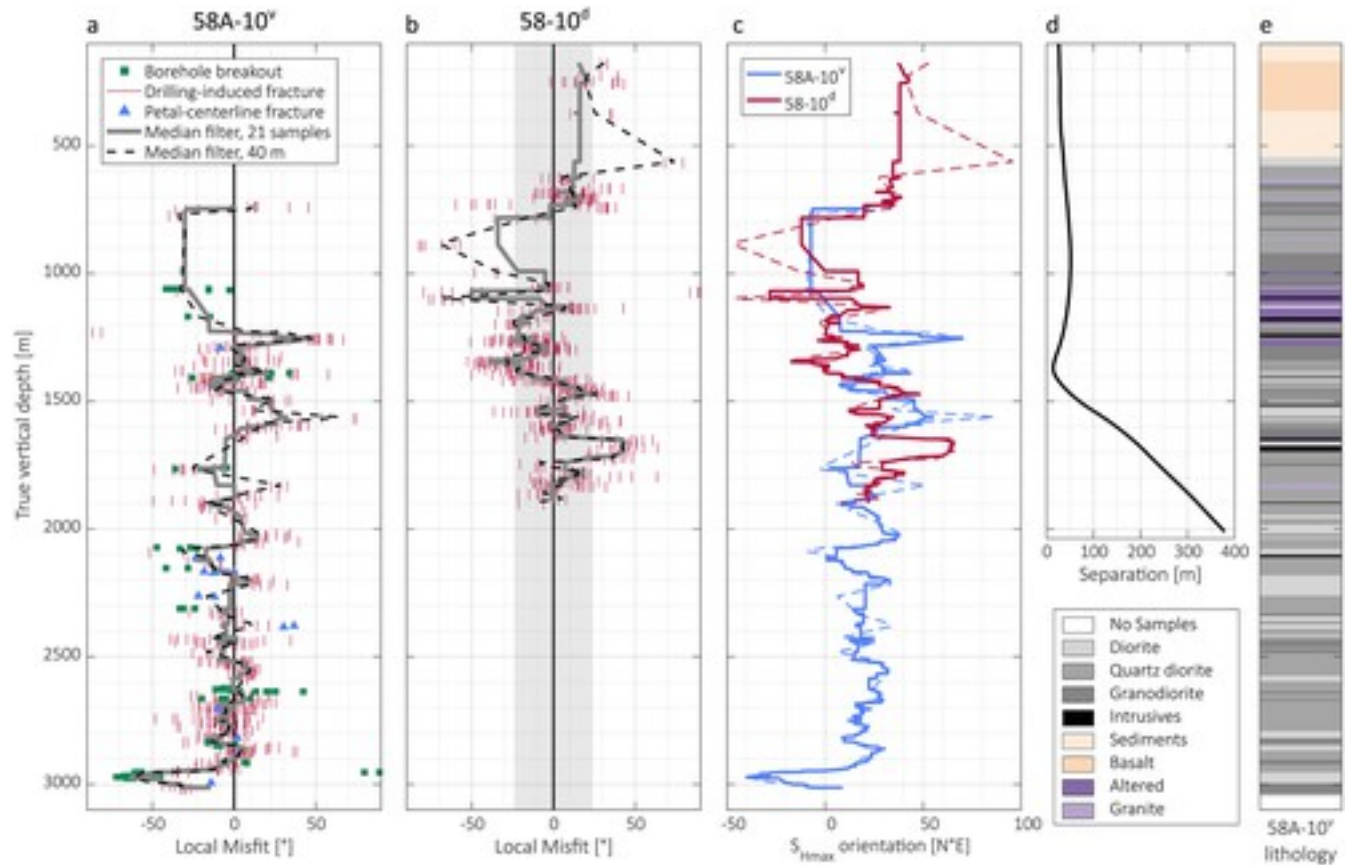 a
58A-10ᵛ
b
58-10ᵈ
c
d
e
Borehole breakout
Drilling-induced fracture
Petal-centerline fracture
Median filter, 21 samples
Median filter, 40 m
58A-10ᵛ
58-10ᵈ
True vertical depth [m]
500
1000
1500
2000
2500
3000
-50
0
50
Local Misfit [°]
-50
0
50
Local Misfit [°]
-50
0
50
100
S_Hmax orientation [N°E]
0
100
200
300
400
Separation [m]
No Samples
Diorite
Quartz diorite
Granodiorite
Intrusives
Sediments
Basalt
Altered
Granite
58A-10ᵛ
lithology